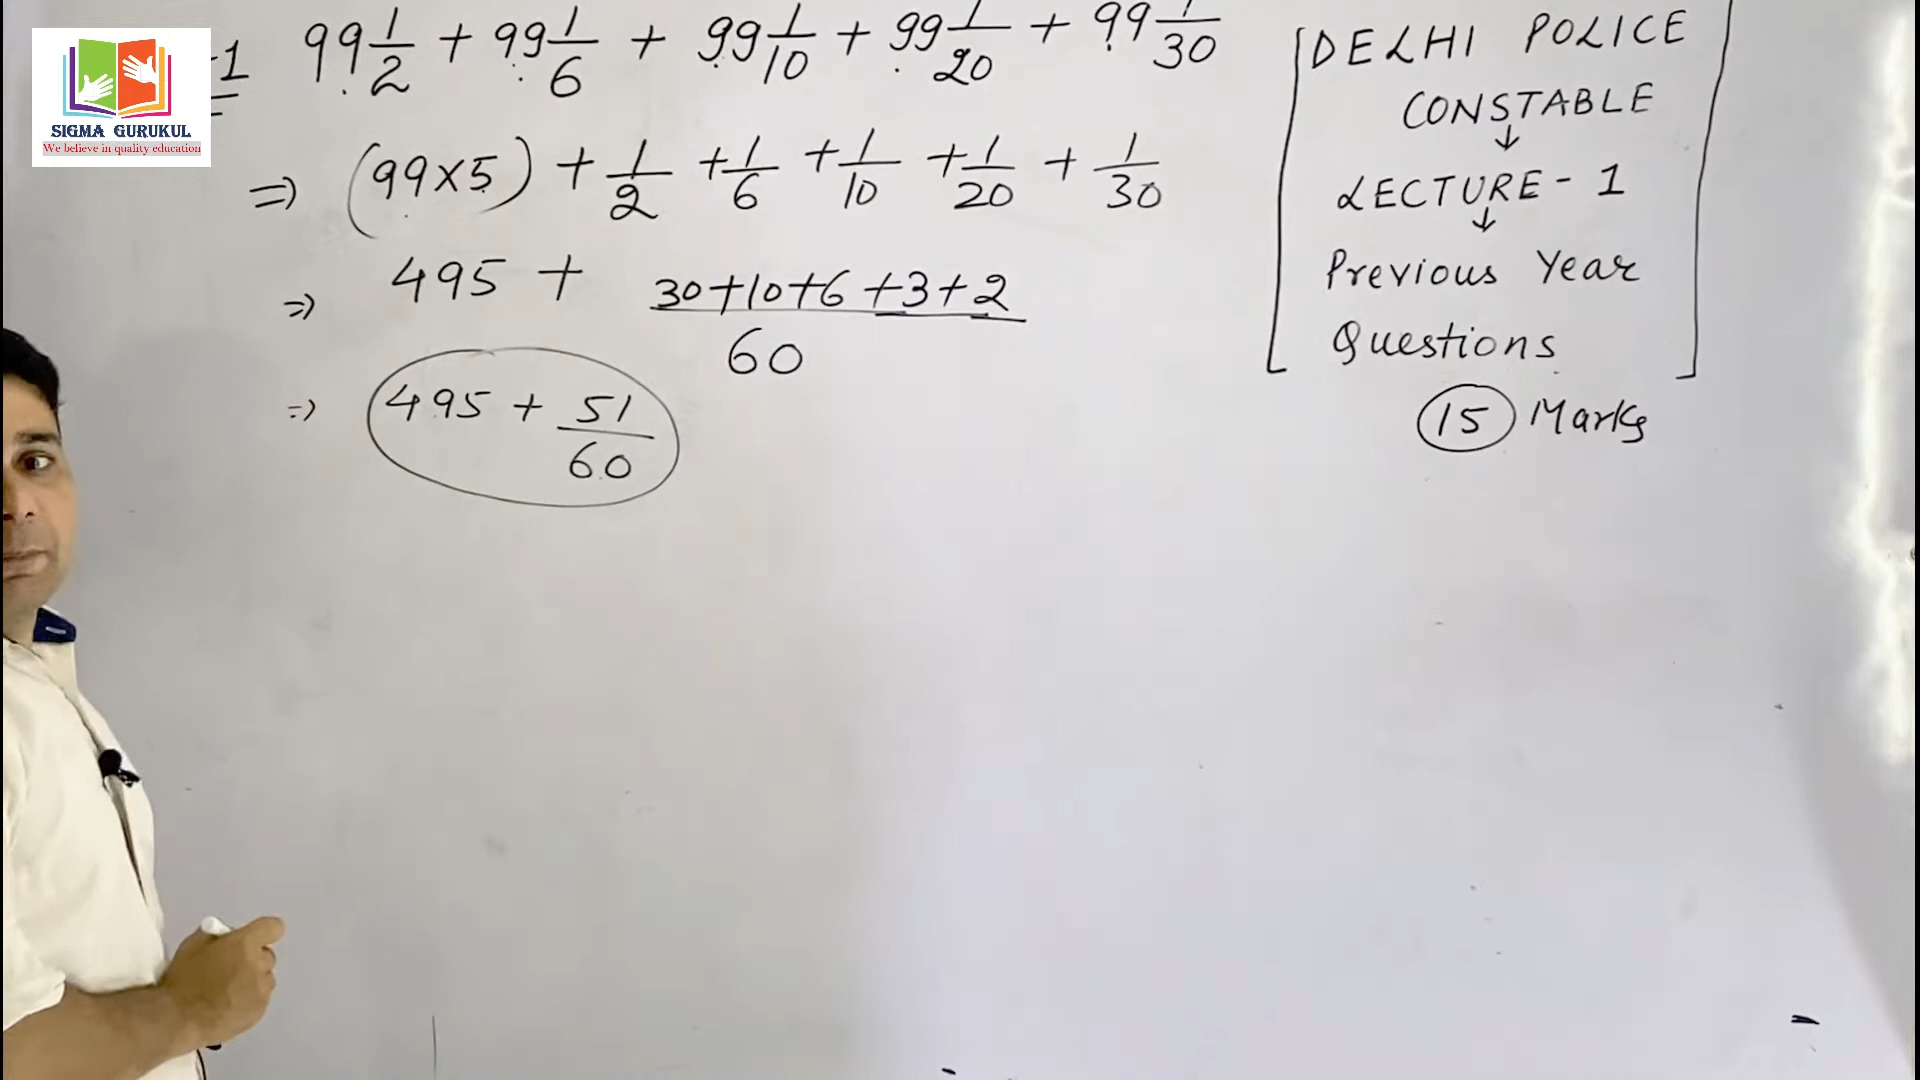 SIGMA GURUKUL
We believe in quality education
-1 99 1/2 + 99 1/6 + 99 1/10 + 99 1/20 + 99 1/30
⇒ (99×5) + 1/2 + 1/6 + 1/10 + 1/20 + 1/30
⇒ 495 + 30+10+6+3+2/60
⇒ 495 + 51/60
DELHI POLICE
CONSTABLE
↓
LECTURE - 1
↓
Previous Year
Questions
15 Marks